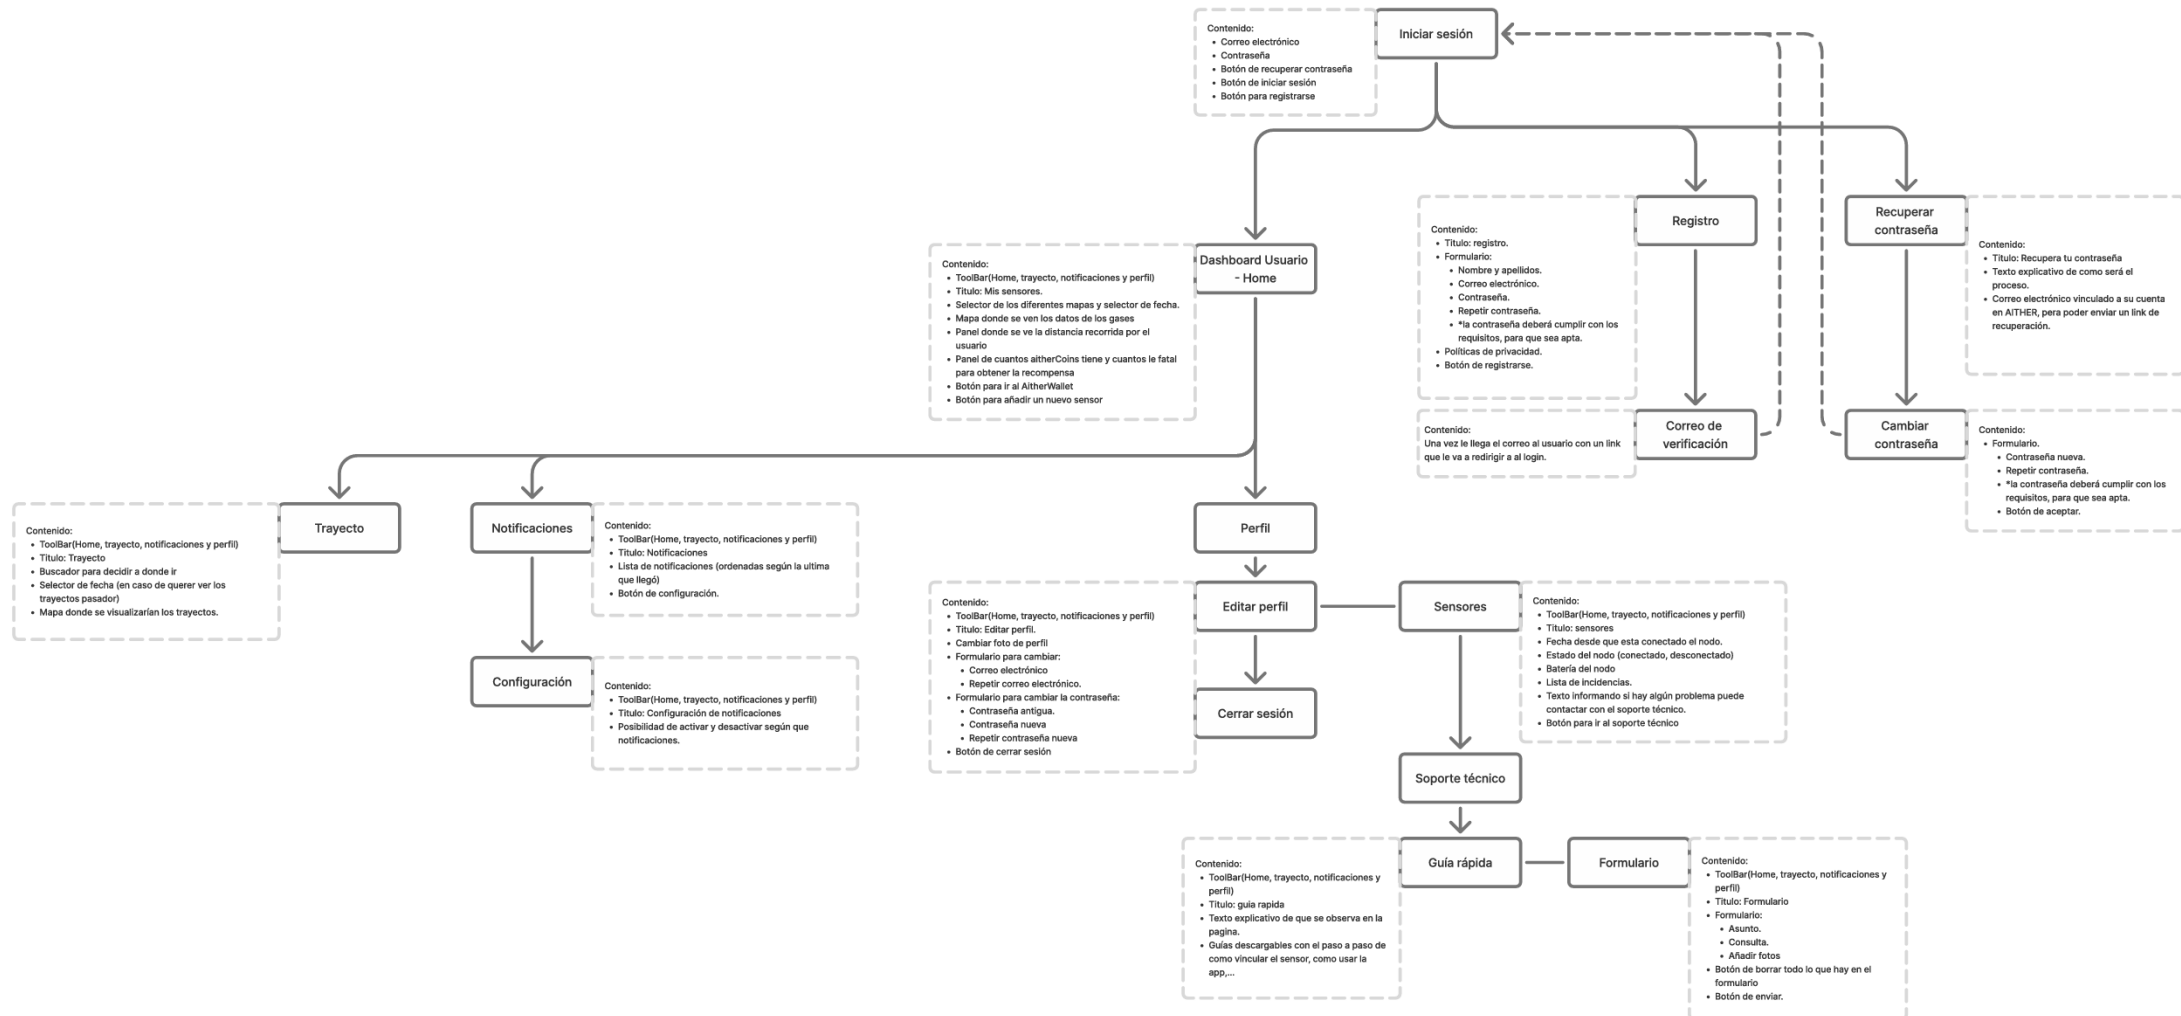 Iniciar sesión
Contenido:
• Correo electrónico
• Contraseña
• Botón de recuperar contraseña
• Botón de iniciar sesión
• Botón para registrarse
Registro
Contenido:
• Titulo: registro.
• Formulario:
• Nombre y apellidos.
• Correo electrónico.
• Contraseña.
• Repetir contraseña.
• *la contraseña deberá cumplir con los
requisitos, para que sea apta.
• Políticas de privacidad.
• Botón de registrarse.
Recuperar
contraseña
Contenido:
• Titulo: Recupera tu contraseña
• Texto explicativo de como será el
proceso.
• Correo electrónico vinculado a su cuenta
en AITHER, pera poder enviar un link de
recuperación.
Dashboard Usuario
- Home
Contenido:
• ToolBar(Home, trayecto, notificaciones y perfil)
• Titulo: Mis sensores.
• Selector de los diferentes mapas y selector de fecha.
• Mapa donde se ven los datos de los gases
• Panel donde se ve la distancia recorrida por el
usuario
• Panel de cuantos aitherCoins tiene y cuantos le fatal
para obtener la recompensa
• Botón para ir al AitherWallet
• Botón para añadir un nuevo sensor
Correo de
verificación
Contenido:
Una vez le llega el correo al usuario con un link
que le va a redirigir a al login.
Cambiar
contraseña
Contenido:
• Formulario.
• Contraseña nueva.
• Repetir contraseña.
• *la contraseña deberá cumplir con los
requisitos, para que sea apta.
• Botón de aceptar.
Trayecto
Contenido:
• ToolBar(Home, trayecto, notificaciones y perfil)
• Titulo: Trayecto
• Buscador para decidir a donde ir
• Selector de fecha (en caso de querer ver los
trayectos pasador)
• Mapa donde se visualizarían los trayectos.
Notificaciones
Contenido:
• ToolBar(Home, trayecto, notificaciones y perfil)
• Titulo: Notificaciones
• Lista de notificaciones (ordenadas según la ultima
que llegó)
• Botón de configuración.
Perfil
Configuración
Contenido:
• ToolBar(Home, trayecto, notificaciones y perfil)
• Titulo: Configuración de notificaciones
• Posibilidad de activar y desactivar según que
notificaciones.
Editar perfil
Contenido:
• ToolBar(Home, trayecto, notificaciones y perfil)
• Titulo: Editar perfil.
• Cambiar foto de perfil
• Formulario para cambiar:
• Correo electrónico
• Repetir correo electrónico.
• Formulario para cambiar la contraseña:
• Contraseña antigua.
• Contraseña nueva
• Repetir contraseña nueva
• Botón de cerrar sesión
Sensores
Contenido:
• ToolBar(Home, trayecto, notificaciones y perfil)
• Titulo: sensores
• Fecha desde que esta conectado el nodo.
• Estado del nodo (conectado, desconectado)
• Batería del nodo
• Lista de incidencias.
• Texto informando si hay algún problema puede
contactar con el soporte técnico.
• Botón para ir al soporte técnico
Cerrar sesión
Soporte técnico
Guía rápida
Contenido:
• ToolBar(Home, trayecto, notificaciones y
perfil)
• Titulo: guia rapida
• Texto explicativo de que se observa en la
pagina.
• Guías descargables con el paso a paso de
como vincular el sensor, como usar la
app,...
Formulario
Contenido:
• ToolBar(Home, trayecto, notificaciones y
perfil)
• Titulo: Formulario
• Formulario:
• Asunto.
• Consulta.
• Añadir fotos
• Botón de borrar todo lo que hay en el
formulario
• Botón de enviar.